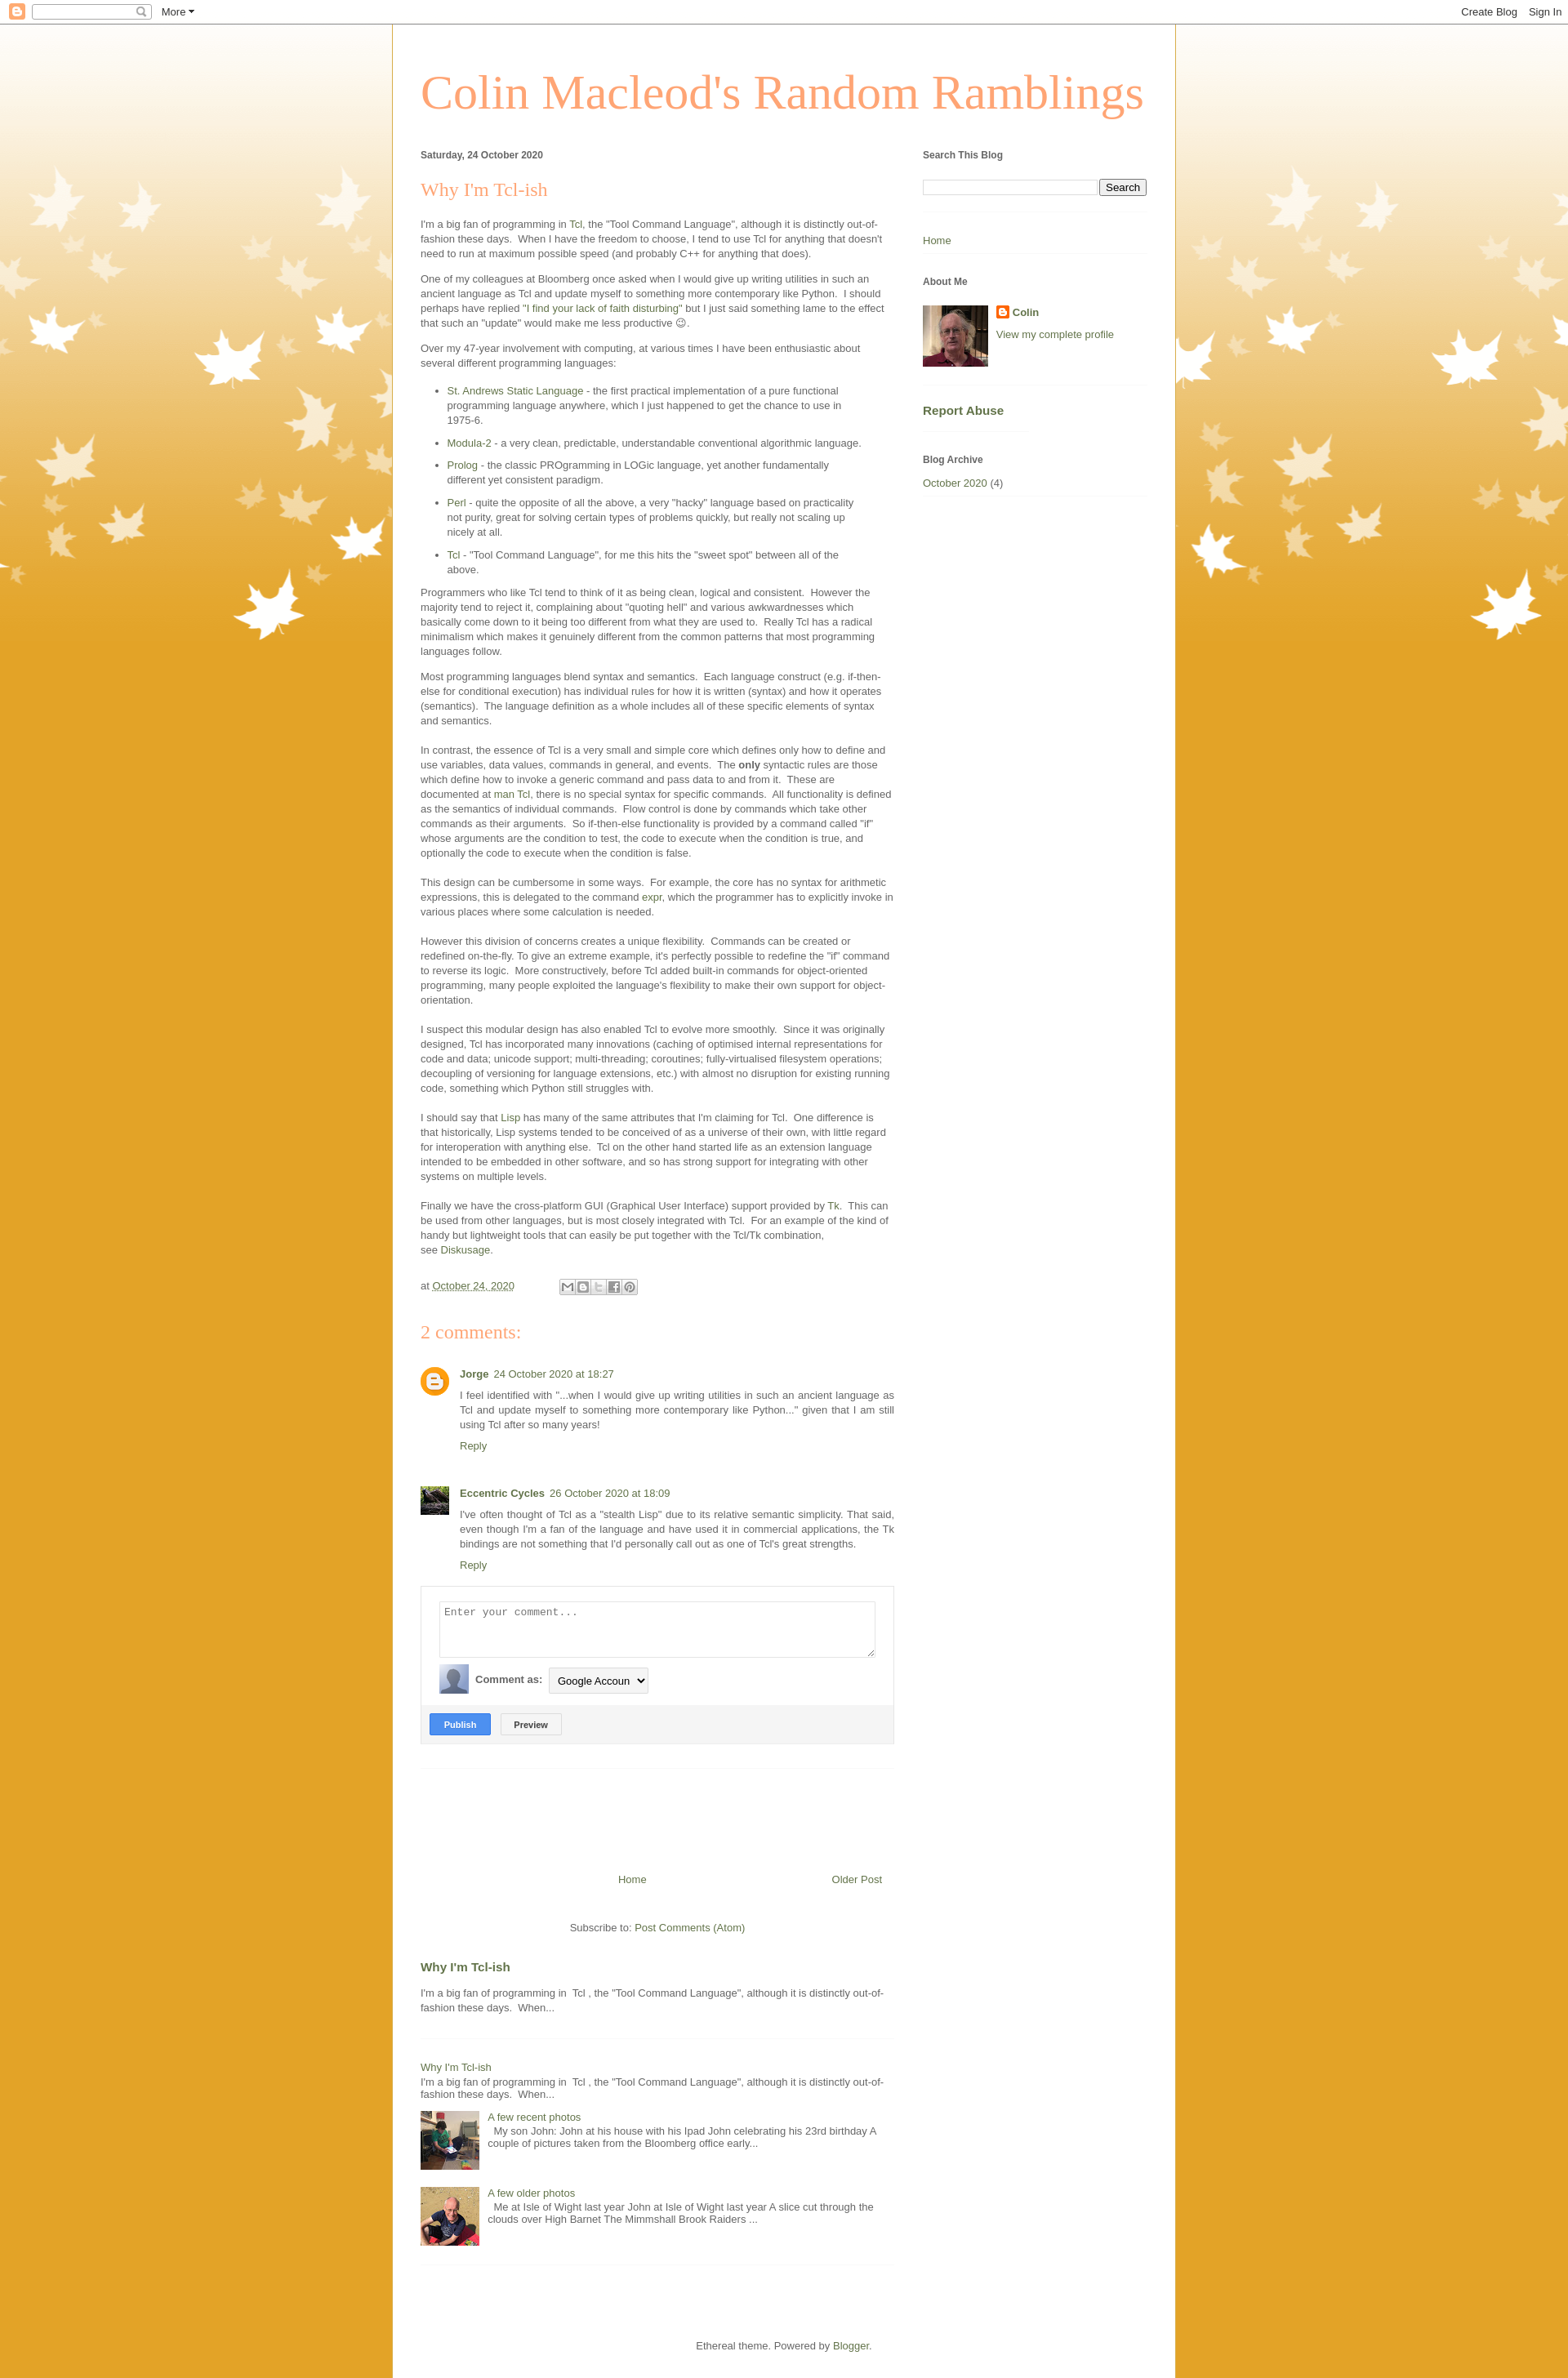 More
Create Blog Sign In
Colin Macleod's Random Ramblings
Saturday, 24 October 2020
Why I'm Tcl-ish
I'm a big fan of programming in Tcl, the "Tool Command Language", although it is distinctly out-of-
fashion these days.  When I have the freedom to choose, I tend to use Tcl for anything that doesn't
need to run at maximum possible speed (and probably C++ for anything that does).
One of my colleagues at Bloomberg once asked when I would give up writing utilities in such an
ancient language as Tcl and update myself to something more contemporary like Python.  I should
perhaps have replied "I find your lack of faith disturbing" but I just said something lame to the effect
that such an "update" would make me less productive 😉.
Over my 47-year involvement with computing, at various times I have been enthusiastic about
several different programming languages:
• St. Andrews Static Language - the first practical implementation of a pure functional
programming language anywhere, which I just happened to get the chance to use in
1975-6.
• Modula-2 - a very clean, predictable, understandable conventional algorithmic language.
• Prolog - the classic PROgramming in LOGic language, yet another fundamentally
different yet consistent paradigm.
• Perl - quite the opposite of all the above, a very "hacky" language based on practicality
not purity, great for solving certain types of problems quickly, but really not scaling up
nicely at all.
• Tcl - "Tool Command Language", for me this hits the "sweet spot" between all of the
above.
Programmers who like Tcl tend to think of it as being clean, logical and consistent.  However the
majority tend to reject it, complaining about "quoting hell" and various awkwardnesses which
basically come down to it being too different from what they are used to.  Really Tcl has a radical
minimalism which makes it genuinely different from the common patterns that most programming
languages follow.
Most programming languages blend syntax and semantics.  Each language construct (e.g. if-then-
else for conditional execution) has individual rules for how it is written (syntax) and how it operates
(semantics).  The language definition as a whole includes all of these specific elements of syntax
and semantics.
In contrast, the essence of Tcl is a very small and simple core which defines only how to define and
use variables, data values, commands in general, and events.  The only syntactic rules are those
which define how to invoke a generic command and pass data to and from it.  These are
documented at man Tcl, there is no special syntax for specific commands.  All functionality is defined
as the semantics of individual commands.  Flow control is done by commands which take other
commands as their arguments.  So if-then-else functionality is provided by a command called "if"
whose arguments are the condition to test, the code to execute when the condition is true, and
optionally the code to execute when the condition is false.
This design can be cumbersome in some ways.  For example, the core has no syntax for arithmetic
expressions, this is delegated to the command expr, which the programmer has to explicitly invoke in
various places where some calculation is needed.
However this division of concerns creates a unique flexibility.  Commands can be created or
redefined on-the-fly. To give an extreme example, it's perfectly possible to redefine the "if" command
to reverse its logic.  More constructively, before Tcl added built-in commands for object-oriented
programming, many people exploited the language's flexibility to make their own support for object-
orientation.
I suspect this modular design has also enabled Tcl to evolve more smoothly.  Since it was originally
designed, Tcl has incorporated many innovations (caching of optimised internal representations for
code and data; unicode support; multi-threading; coroutines; fully-virtualised filesystem operations;
decoupling of versioning for language extensions, etc.) with almost no disruption for existing running
code, something which Python still struggles with.
I should say that Lisp has many of the same attributes that I'm claiming for Tcl.  One difference is
that historically, Lisp systems tended to be conceived of as a universe of their own, with little regard
for interoperation with anything else.  Tcl on the other hand started life as an extension language
intended to be embedded in other software, and so has strong support for integrating with other
systems on multiple levels.
Finally we have the cross-platform GUI (Graphical User Interface) support provided by Tk.  This can
be used from other languages, but is most closely integrated with Tcl.  For an example of the kind of
handy but lightweight tools that can easily be put together with the Tcl/Tk combination,
see Diskusage.
at October 24, 2020
2 comments:
Jorge 24 October 2020 at 18:27
I feel identified with "...when I would give up writing utilities in such an ancient language as
Tcl and update myself to something more contemporary like Python..." given that I am still
using Tcl after so many years!
Reply
Eccentric Cycles 26 October 2020 at 18:09
I've often thought of Tcl as a "stealth Lisp" due to its relative semantic simplicity. That said,
even though I'm a fan of the language and have used it in commercial applications, the Tk
bindings are not something that I'd personally call out as one of Tcl's great strengths.
Reply
Enter your comment...
Comment as: Google Accoun
Publish Preview
Home Older Post
Subscribe to: Post Comments (Atom)
Why I'm Tcl-ish
I'm a big fan of programming in  Tcl , the "Tool Command Language", although it is distinctly out-of-
fashion these days.  When...
Why I'm Tcl-ish
I'm a big fan of programming in  Tcl , the "Tool Command Language", although it is distinctly out-of-
fashion these days.  When...
A few recent photos
My son John: John at his house with his Ipad John celebrating his 23rd birthday A
couple of pictures taken from the Bloomberg office early...
A few older photos
Me at Isle of Wight last year John at Isle of Wight last year A slice cut through the
clouds over High Barnet The Mimmshall Brook Raiders ...
Search This Blog
Search
Home
About Me
Colin
View my complete profile
Report Abuse
Blog Archive
October 2020 (4)
Ethereal theme. Powered by Blogger.